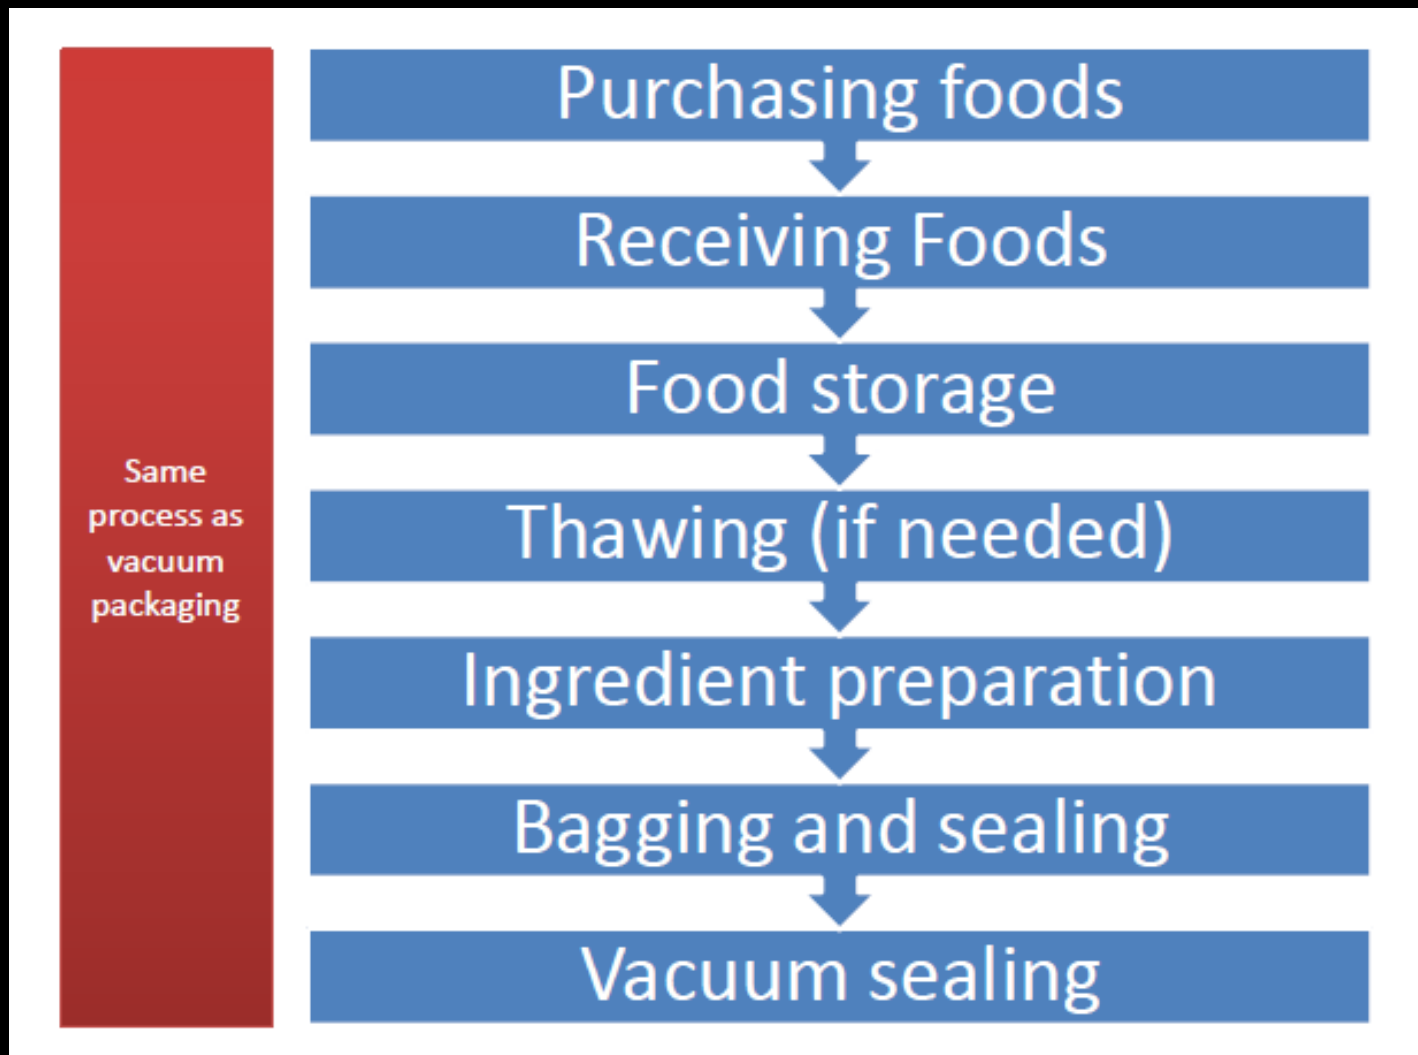 Same
process as
vacuum
packaging
Purchasing foods
Receiving Foods
Food storage
Thawing (if needed)
Ingredient preparation
Bagging and sealing
Vacuum sealing